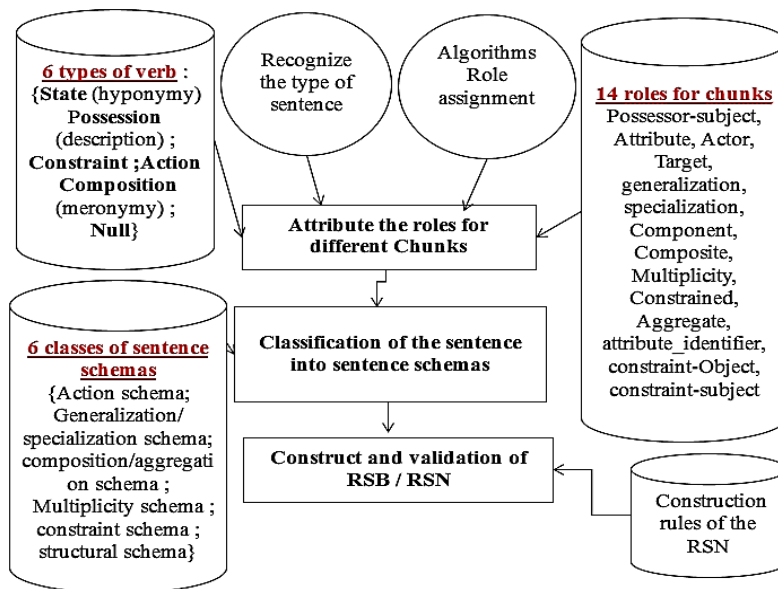 6 types of verb :
{State (hyponymy)
Possession
(description) ;
Constraint ;Action
Composition
(meronymy) ;
Null}
Recognize
the type of
sentence
Algorithms
Role
assignment
14 roles for chunks
Possessor-subject,
Attribute, Actor,
Target,
generalization,
specialization,
Component,
Composite,
Multiplicity,
Constrained,
Aggregate,
attribute_identifier,
constraint-Object,
constraint-subject
Attribute the roles for
different Chunks
6 classes of sentence
schemas
{Action schema;
Generalization/
specialization schema;
composition/aggregati
on schema ;
Multiplicity schema ;
constraint schema ;
structural schema}
Classification of the sentence
into sentence schemas
Construct and validation of
RSB / RSN
Construction
rules of the
RSN